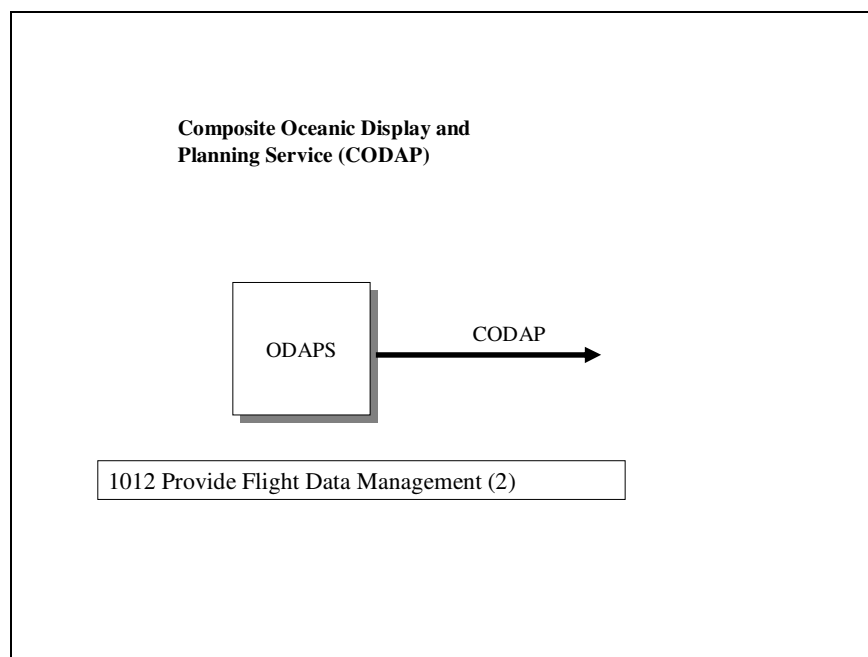 Composite Oceanic Display and
Planning Service (CODAP)
ODAPS
CODAP
1012 Provide Flight Data Management (2)